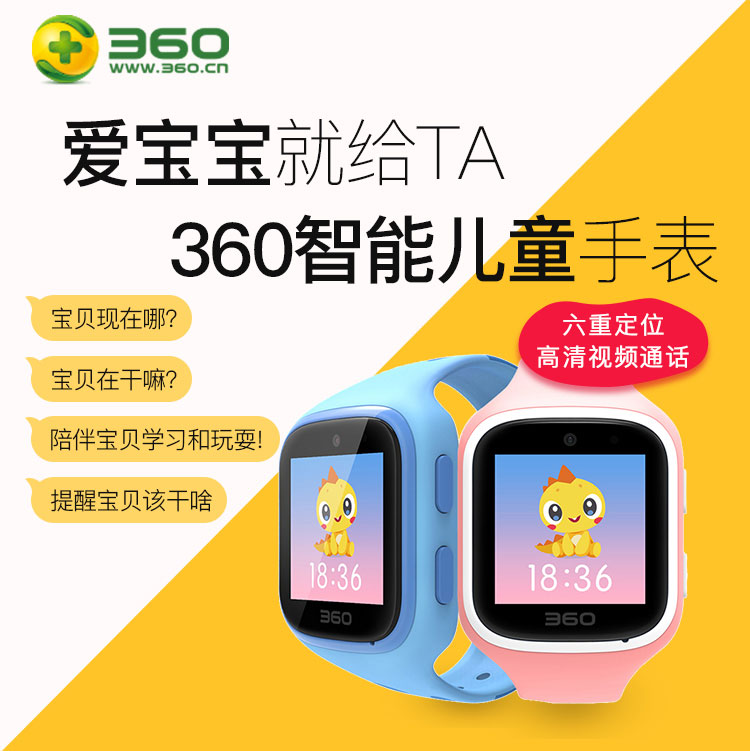 360
www.360.cn
爱宝宝就给TA
360智能儿童手表
宝贝现在哪?
宝贝在干嘛?
陪伴宝贝学习和玩耍!
提醒宝贝该干啥
六重定位
高清视频通话
18:36
360
18:36
360